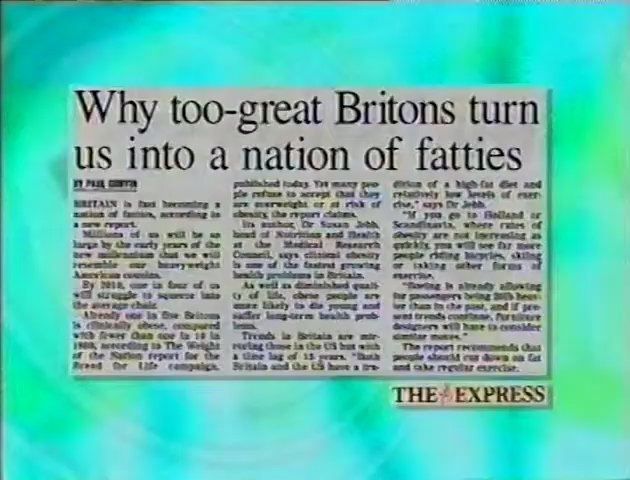 Why too-great Britons turn
us into a nation of fatties
BY PAUL
BRITAIN is fast becoming a
nation of fatties, according to
a new report.
Millions of us will be so
large by the early years of the
new millennium that we will
resemble our heavyweight
American cousins.
By 2010, one in four of us
will struggle to squeeze into
the average chair.
Already one in five Britons
is clinically obese, compared
with fewer than one in 10 in
1980, according to The Weight
of the Nation report for the
Bread for Life campaign,
published today. Yet many peo-
ple refuse to accept that they
are overweight or at risk of
obesity, the report claims.
Its author, Dr Susan Jebb,
head of Nutrition and Health
at the Medical Research
Council, says clinical obesity
is one of the fastest growing
health problems in Britain.
As well as diminished quali-
ty of life, obese people are
more likely to die young and
suffer long-term health prob-
lems.
Trends in Britain are mir-
roring those in the US but with
a time lag of 15 years. "Both
Britain and the US have a tra-
dition of a high-fat diet and
relatively low levels of exer-
cise," says Dr Jebb.
"If you go to Holland or
Scandinavia, where rates of
obesity are not increasing as
quickly, you will see far more
people riding bicycles, skiing
or taking other forms of
exercise.
"Boeing is already allowing
for passengers being 20lb heav-
ier than in the past, and if pre-
sent trends continue, furniture
designers will have to consider
similar moves."
The report recommends that
people should cut down on fat
and take regular exercise.
THE EXPRESS